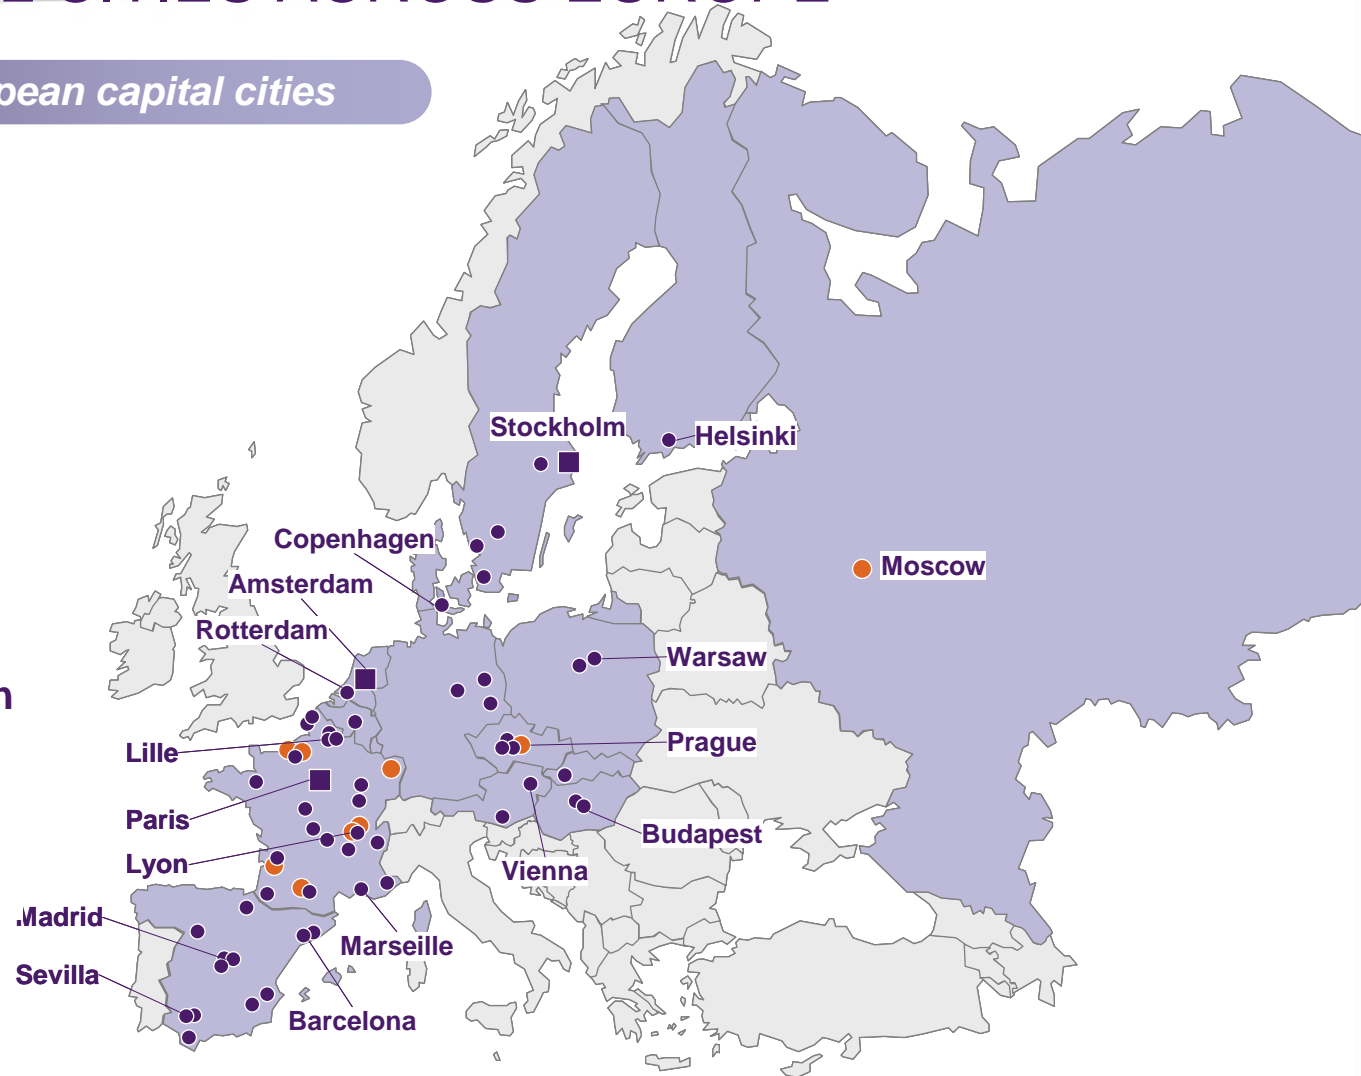 pean capital cities
Stockholm
Helsinki
Copenhagen
Moscow
Amsterdam
Rotterdam
Warsaw
n
Prague
Lille
Paris
Budapest
Lyon
Vienna
Madrid
Marseille
Sevilla
Barcelona